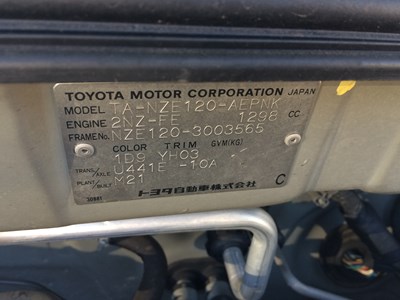 TOYOTA MOTOR CORPORATION JAPAN
MODEL TA-NZE120-AEPNK
ENGINE 2NZ-FE 1298 CC
FRAME No. NZE120-3003565
COLOR TRIM GVM(KG)
1D9 YH03
TRANS./AXLE U441E -10A
PLANT/BUILT M21
トヨタ自動車株式会社 C